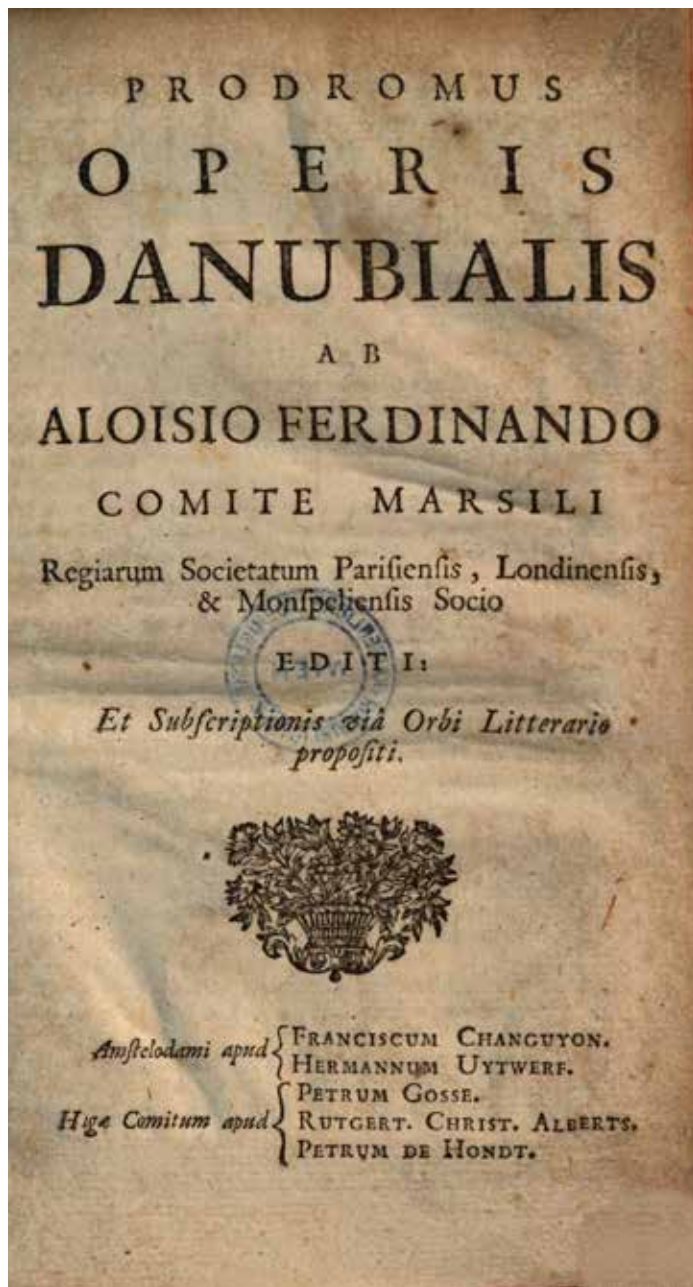 PRODROMUS
OPERIS
DANUBIALIS
AB
ALOISIO FERDINANDO
COMITE MARSILI
Regiarum Societatum Pariſienſis, Londinenſis,
& Monſpelienſis Socio
EDITI:
Et Subſcriptionis viâ Orbi Litterario
propoſiti.
Amſtelodami apud { FRANCISCUM CHANGUYON.
HERMANNUM UYTWERF.
Hagæ Comitum apud { PETRUM GOSSE.
RUTGERT. CHRIST. ALBERTS.
PETRUM DE HONDT.